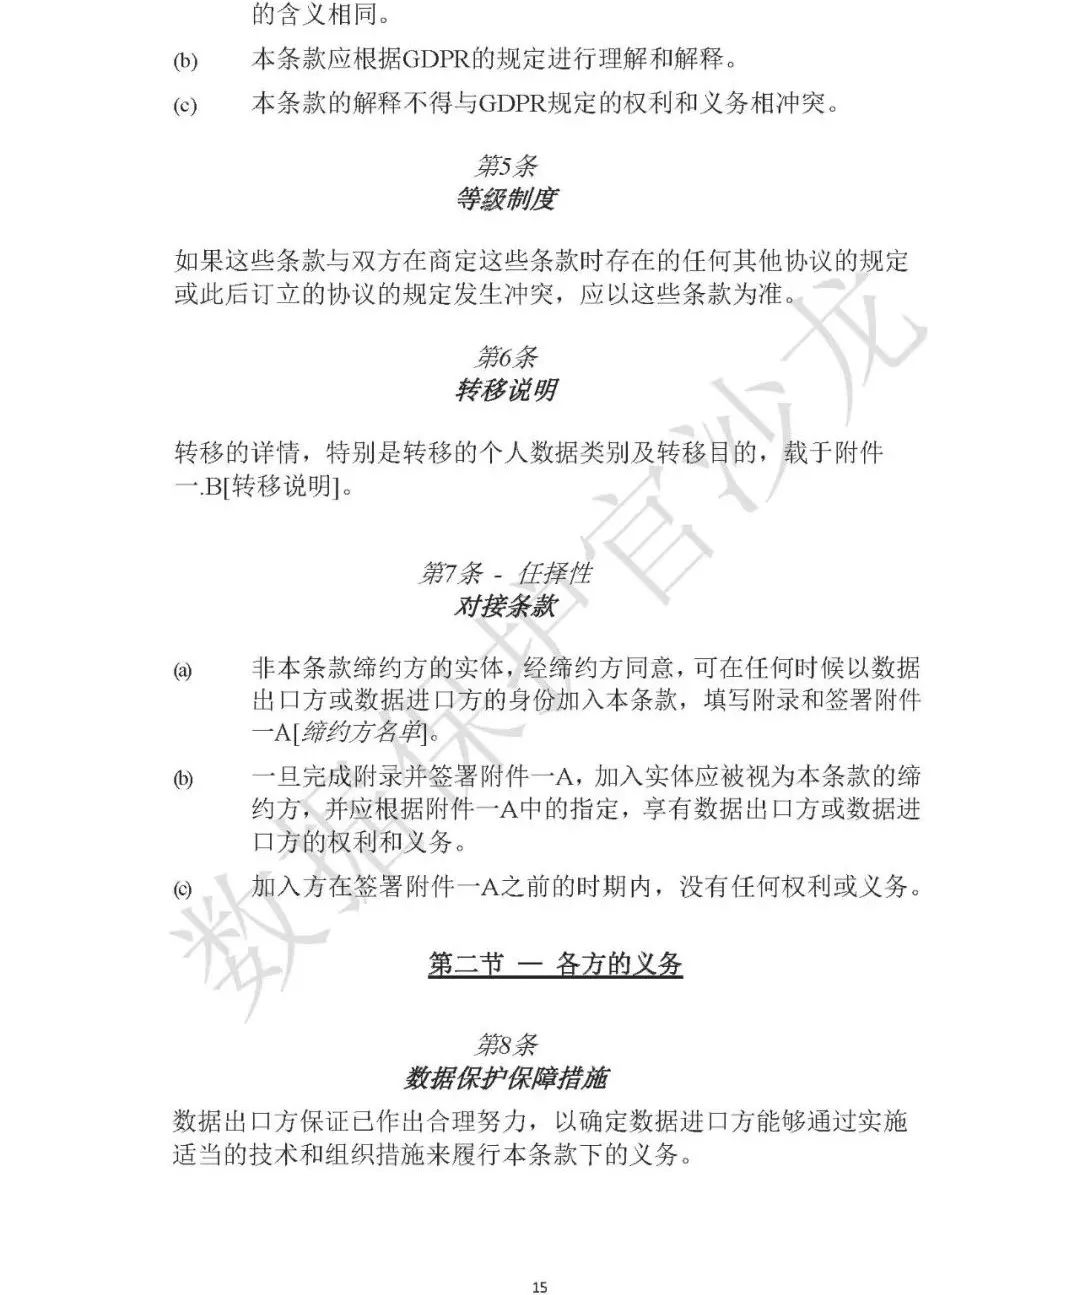 的含义相同。
(b) 本条款应根据GDPR的规定进行理解和解释。
(c) 本条款的解释不得与GDPR规定的权利和义务相冲突。
第5条
等级制度
如果这些条款与双方在商定这些条款时存在的任何其他协议的规定
或此后订立的协议的规定发生冲突，应以这些条款为准。
第6条
转移说明
转移的详情，特别是转移的个人数据类别及转移目的，载于附件
一.B[转移说明]。
第7条 - 任择性
对接条款
(a) 非本条款缔约方的实体，经缔约方同意，可在任何时候以数据
出口方或数据进口方的身份加入本条款，填写附录和签署附件
一A[缔约方名单]。
(b) 一旦完成附录并签署附件一A，加入实体应被视为本条款的缔
约方，并应根据附件一A中的指定，享有数据出口方或数据进
口方的权利和义务。
(c) 加入方在签署附件一A之前的时期内，没有任何权利或义务。
第二节 — 各方的义务
第8条
数据保护保障措施
数据出口方保证已作出合理努力，以确定数据进口方能够通过实施
适当的技术和组织措施来履行本条款下的义务。
15
数据保护官沙龙